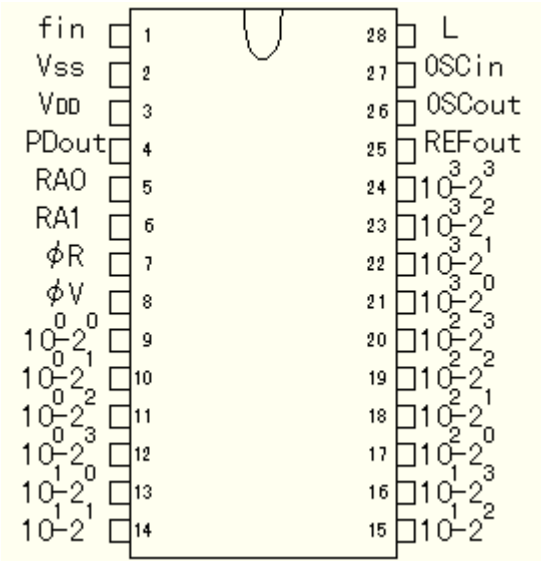 fin 1 28 L
Vss 2 27 OSCin
VDD 3 26 OSCout
PDout 4 25 REFout
RA0 5 24 10³-2³
RA1 6 23 10³-2²
φR 7 22 10³-2¹
φV 8 21 10³-2⁰
10⁰-2⁰ 9 20 10²-2³
10⁰-2¹ 10 19 10²-2²
10⁰-2² 11 18 10²-2¹
10⁰-2³ 12 17 10²-2⁰
10¹-2⁰ 13 16 10¹-2³
10¹-2¹ 14 15 10¹-2²